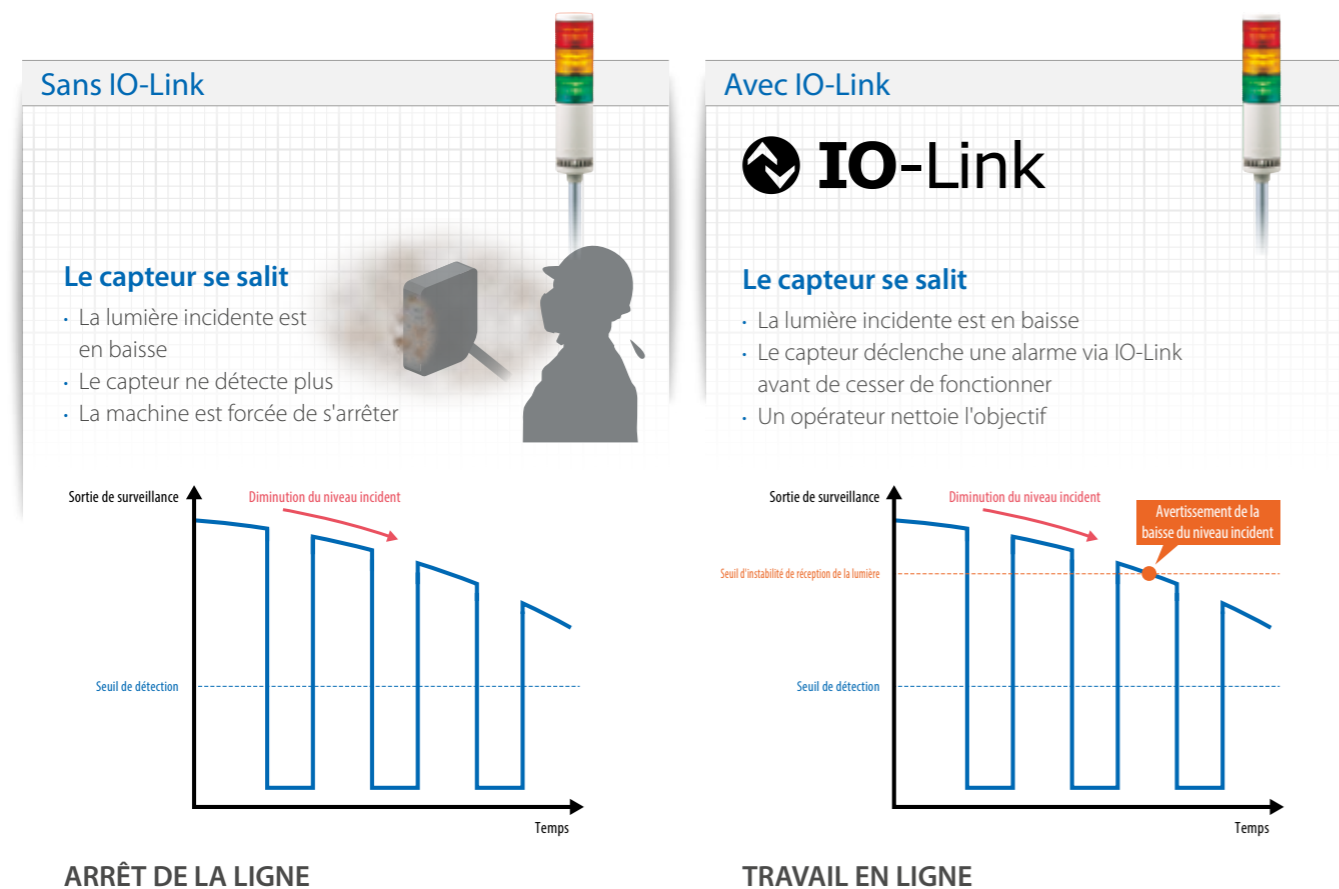 Sans IO-Link
Le capteur se salit
· La lumière incidente est
en baisse
· Le capteur ne détecte plus
· La machine est forcée de s'arrêter
Sortie de surveillance
Diminution du niveau incident
Seuil de détection
Temps
ARRÊT DE LA LIGNE
Avec IO-Link
IO-Link
Le capteur se salit
· La lumière incidente est en baisse
· Le capteur déclenche une alarme via IO-Link
avant de cesser de fonctionner
· Un opérateur nettoie l'objectif
Sortie de surveillance
Diminution du niveau incident
Avertissement de la
baisse du niveau incident
Seuil d'instabilité de réception de la lumière
Seuil de détection
Temps
TRAVAIL EN LIGNE